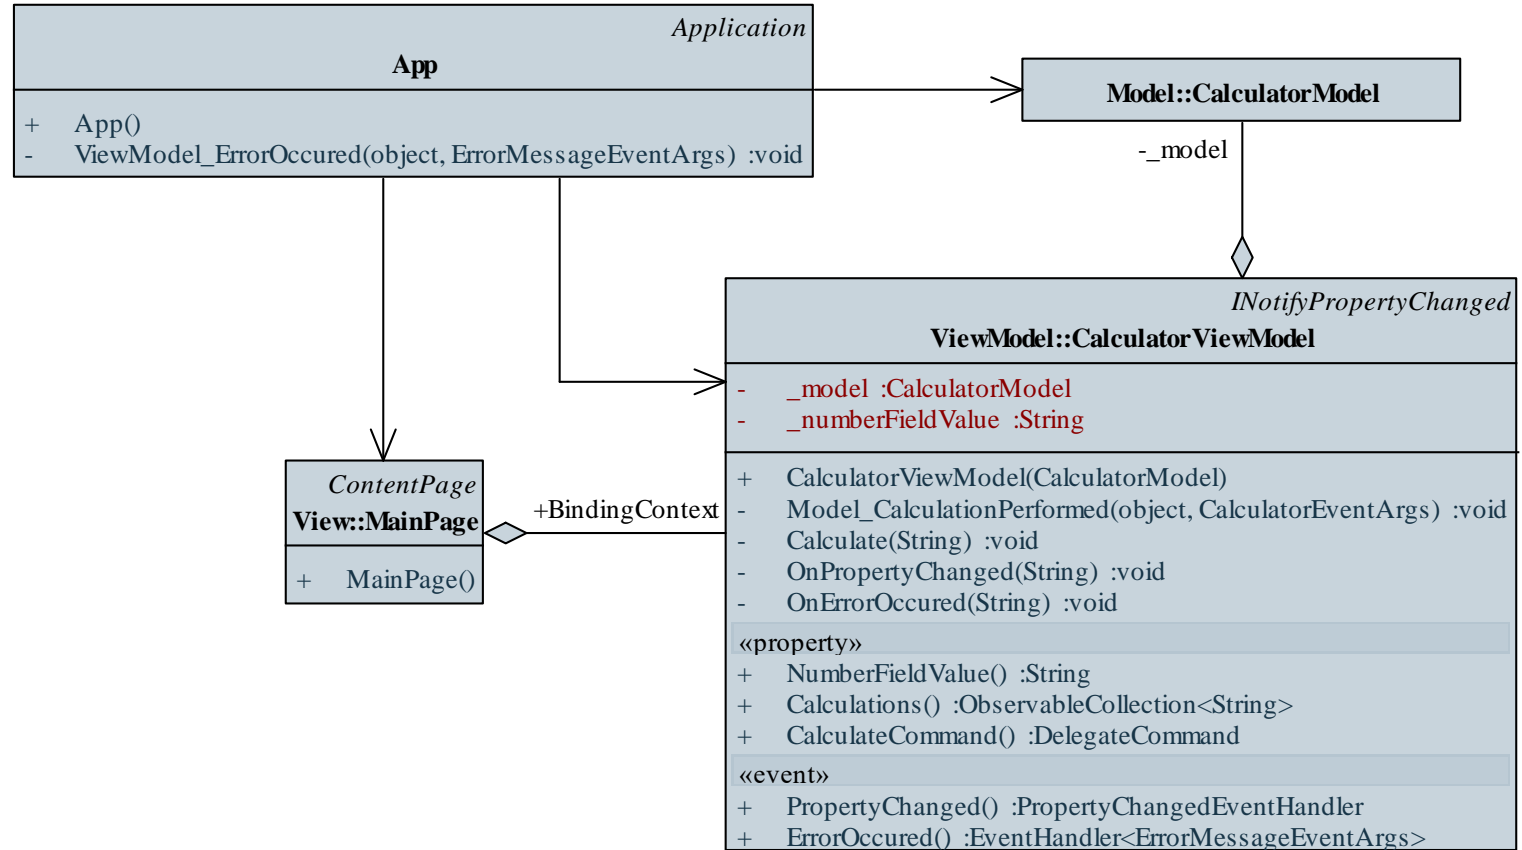 Application
App
+ App()
- ViewModel_ErrorOccured(object, ErrorMessageEventArgs) :void
Model::CalculatorModel
-_model
INotifyPropertyChanged
ViewModel::CalculatorViewModel
- _model :CalculatorModel
- _numberFieldValue :String
+ CalculatorViewModel(CalculatorModel)
- Model_CalculationPerformed(object, CalculatorEventArgs) :void
- Calculate(String) :void
- OnPropertyChanged(String) :void
- OnErrorOccured(String) :void
«property»
+ NumberFieldValue() :String
+ Calculations() :ObservableCollection<String>
+ CalculateCommand() :DelegateCommand
«event»
+ PropertyChanged() :PropertyChangedEventHandler
+ ErrorOccured() :EventHandler<ErrorMessageEventArgs>
ContentPage
View::MainPage
+ MainPage()
+BindingContext